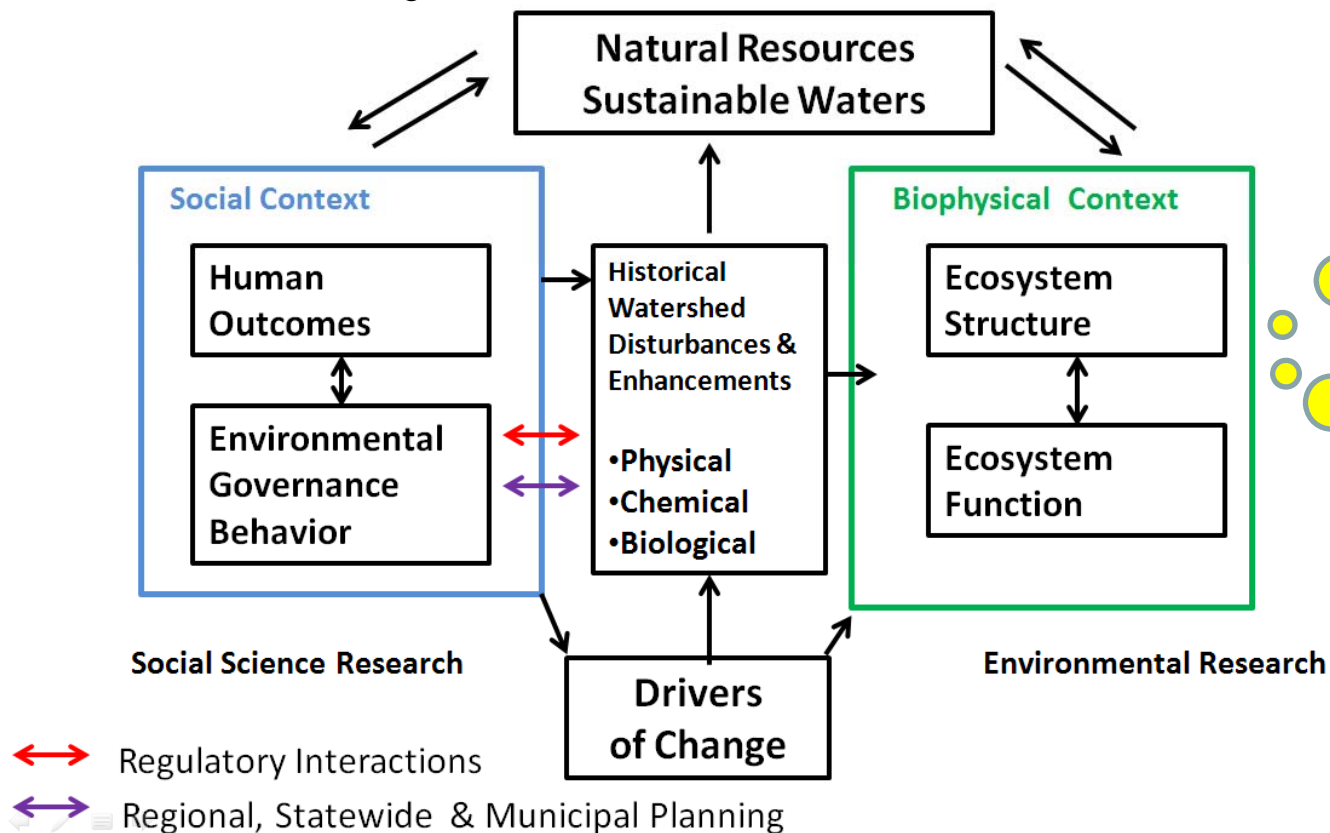 Natural Resources
Sustainable Waters
Social Context
Human
Outcomes
Environmental
Governance
Behavior
Historical
Watershed
Disturbances &
Enhancements
•Physical
•Chemical
•Biological
Biophysical Context
Ecosystem
Structure
Ecosystem
Function
Social Science Research
Drivers
of Change
Environmental Research
Regulatory Interactions
Regional, Statewide & Municipal Planning